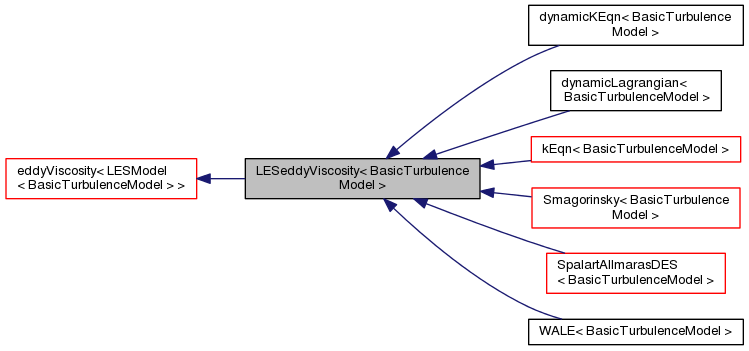 dynamicKEqn< BasicTurbulence
Model >
dynamicLagrangian<
BasicTurbulenceModel >
kEqn< BasicTurbulenceModel >
eddyViscosity< LESModel
< BasicTurbulenceModel > >
LESeddyViscosity< BasicTurbulence
Model >
Smagorinsky< BasicTurbulence
Model >
SpalartAllmarasDES
< BasicTurbulenceModel >
WALE< BasicTurbulenceModel >